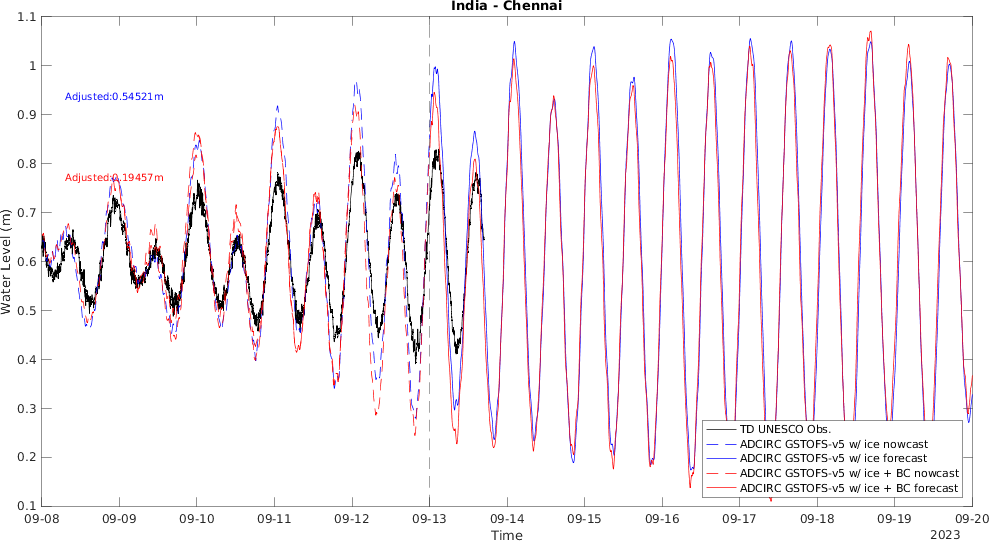 India - Chennai
1.1
1
0.9
0.8
0.7
0.6
0.5
0.4
0.3
0.2
0.1
Water Level (m)
Adjusted:0.54521m
Adjusted:0.19457m
TD UNESCO Obs.
ADCIRC GSTOFS-v5 w/ ice nowcast
ADCIRC GSTOFS-v5 w/ ice forecast
ADCIRC GSTOFS-v5 w/ ice + BC nowcast
ADCIRC GSTOFS-v5 w/ ice + BC forecast
09-08 09-09 09-10 09-11 09-12 09-13 09-14 09-15 09-16 09-17 09-18 09-19 09-20
Time
2023